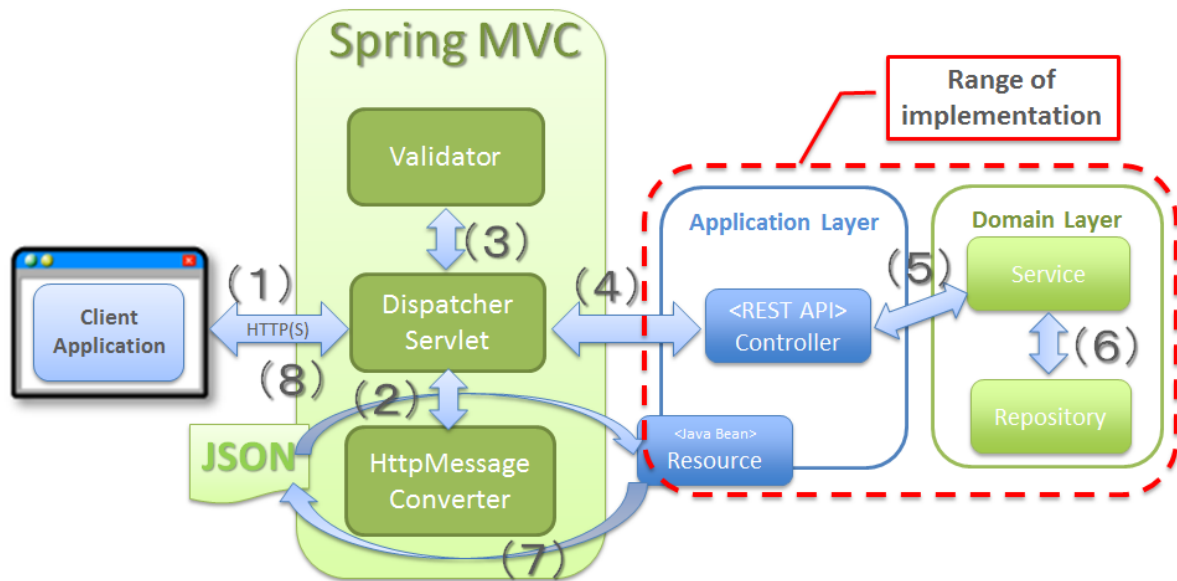 Spring MVC
Range of
implementation
Validator
(3)
Application Layer
Domain Layer
(1)
Client
Application
HTTP(S)
(8)
Dispatcher
Servlet
(4)
<REST API>
Controller
(5)
Service
(6)
Repository
(2)
JSON
HttpMessage
Converter
<Java Bean>
Resource
(7)